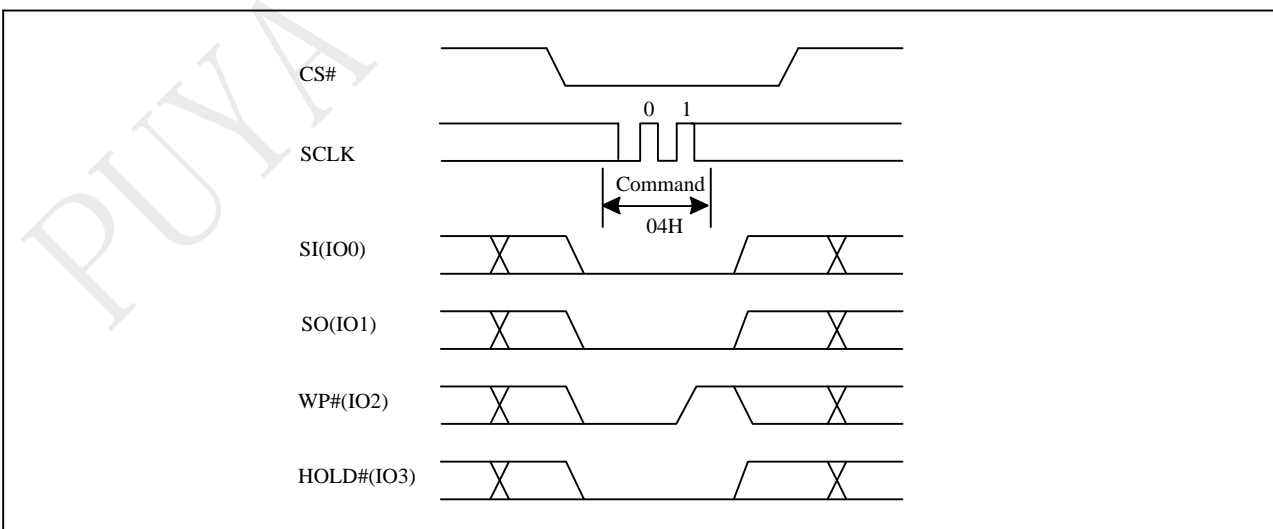 PUYA
CS#
0 1
SCLK
Command
04H
SI(IO0)
SO(IO1)
WP#(IO2)
HOLD#(IO3)